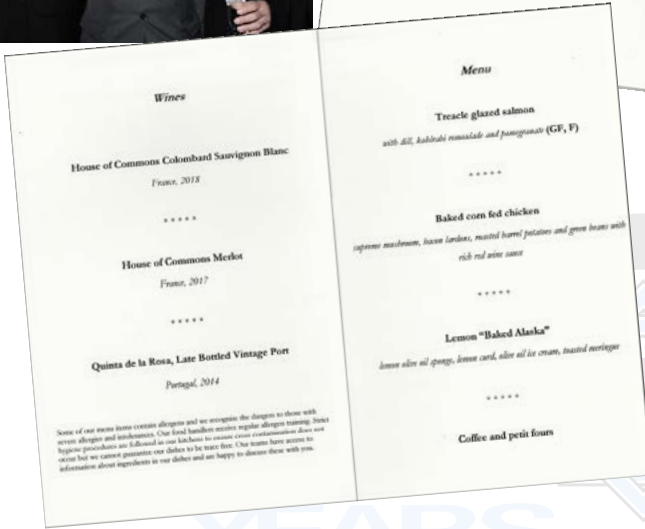 Wines
House of Commons Colombard Sauvignon Blanc
France, 2018
*****
House of Commons Merlot
France, 2017
*****
Quinta de la Rosa, Late Bottled Vintage Port
Portugal, 2014
Some of our menu items contain allergens and we recognise the dangers to those with
severe allergies and intolerances. Our food handlers receive regular allergen training. Strict
hygiene procedures are followed in our kitchens to ensure cross contamination does not
occur but we cannot guarantee our dishes to be trace free. Our teams have access to
information about ingredients in our dishes and are happy to discuss these with you.
Menu
Treacle glazed salmon
with dill, kohlrabi remoulade and pomegranate (GF, F)
*****
Baked corn fed chicken
supreme mushroom, bacon lardons, roasted barrel potatoes and green beans with
rich red wine sauce
*****
Lemon “Baked Alaska”
lemon olive oil sponge, lemon curd, olive oil ice cream, toasted meringue
*****
Coffee and petit fours
YEARS